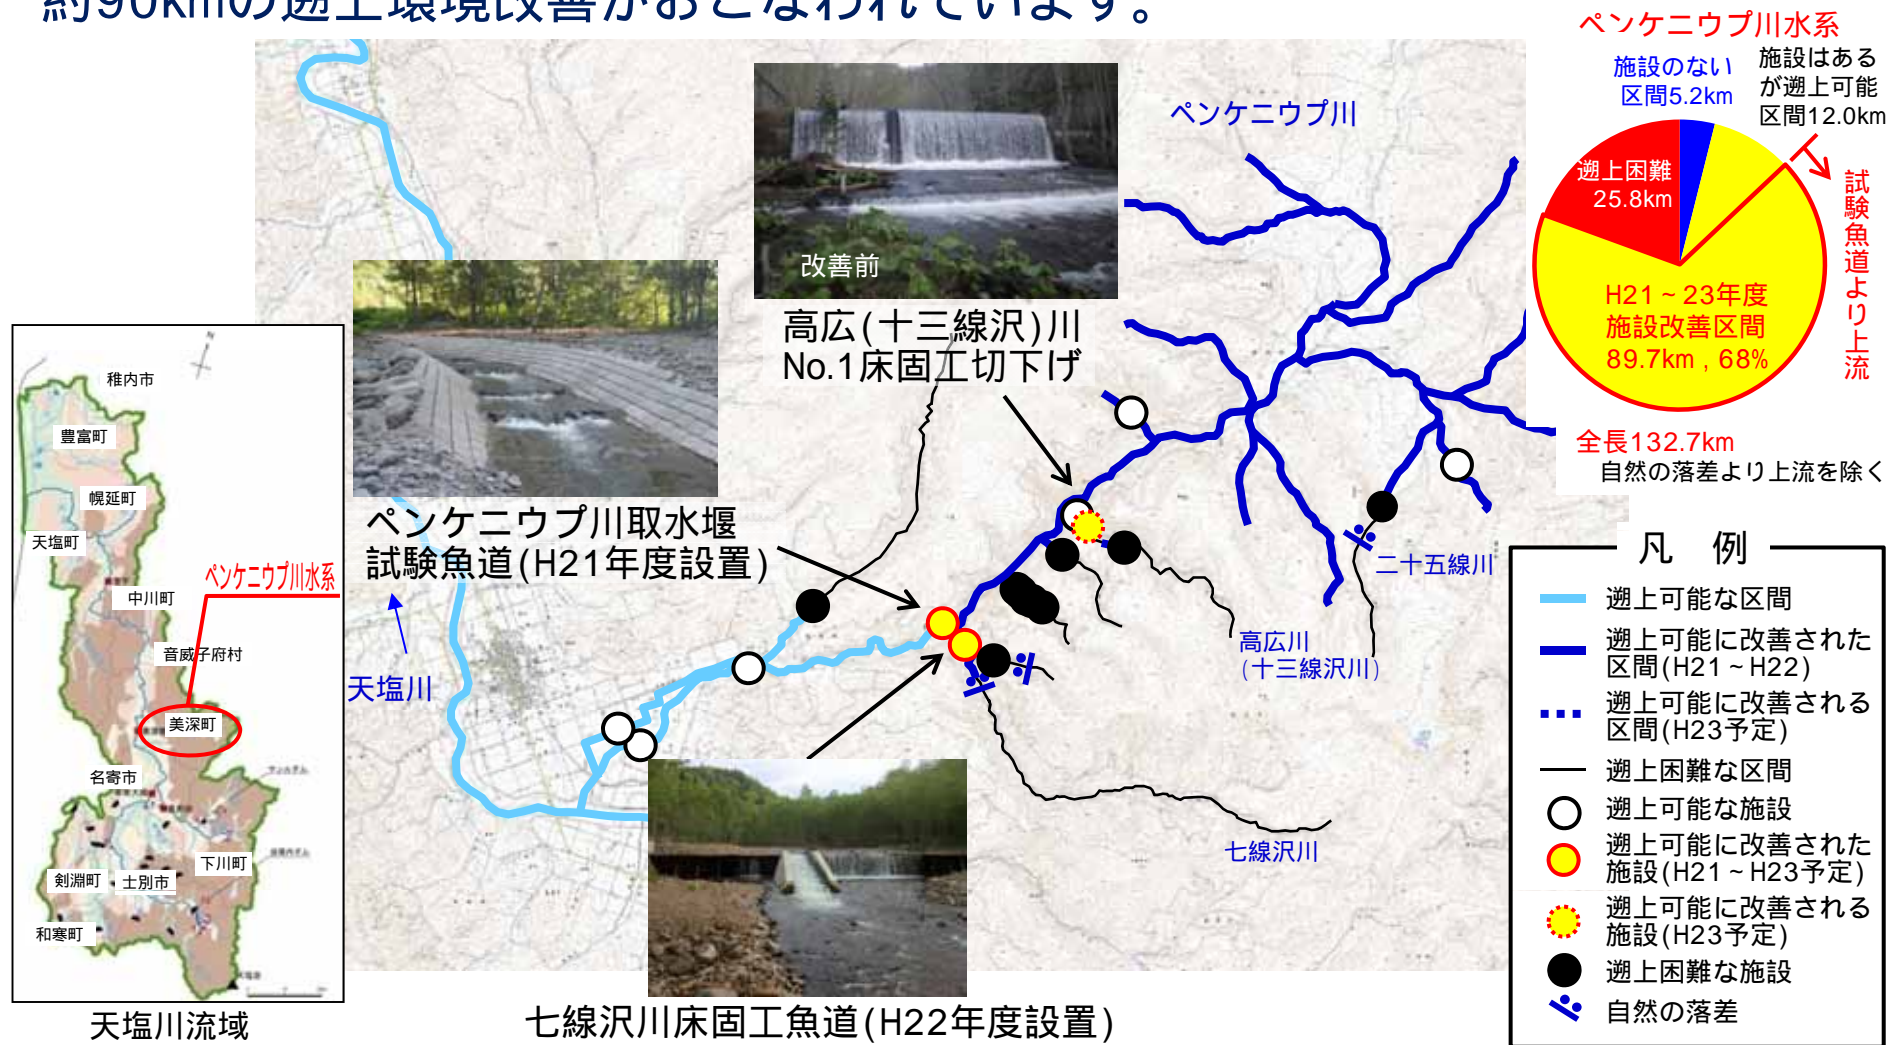 約90kmの遡上環境改善がおこなわれています。
ペンケニウプ川水系
施設のない
区間5.2km
施設はある
が遡上可能
区間12.0km
遡上困難
25.8km
H21~23年度
施設改善区間
89.7km,68%
試験魚道より上流
全長132.7km
自然の落差より上流を除く
ペンケニウプ川
改善前
高広(十三線沢)川
No.1床固工切下げ
ペンケニウプ川取水堰
試験魚道(H21年度設置)
天塩川
二十五線川
高広川
(十三線沢川)
七線沢川
七線沢川床固工魚道(H22年度設置)
稚内市
豊富町
幌延町
天塩町
ペンケニウプ川水系
中川町
音威子府村
美深町
名寄市
下川町
剣淵町
士別市
和寒町
天塩川流域
凡 例
遡上可能な区間
遡上可能に改善された
区間(H21~H22)
遡上可能に改善される
区間(H23予定)
遡上困難な区間
遡上可能な施設
遡上可能に改善された
施設(H21~H23予定)
遡上可能に改善される
施設(H23予定)
遡上困難な施設
自然の落差